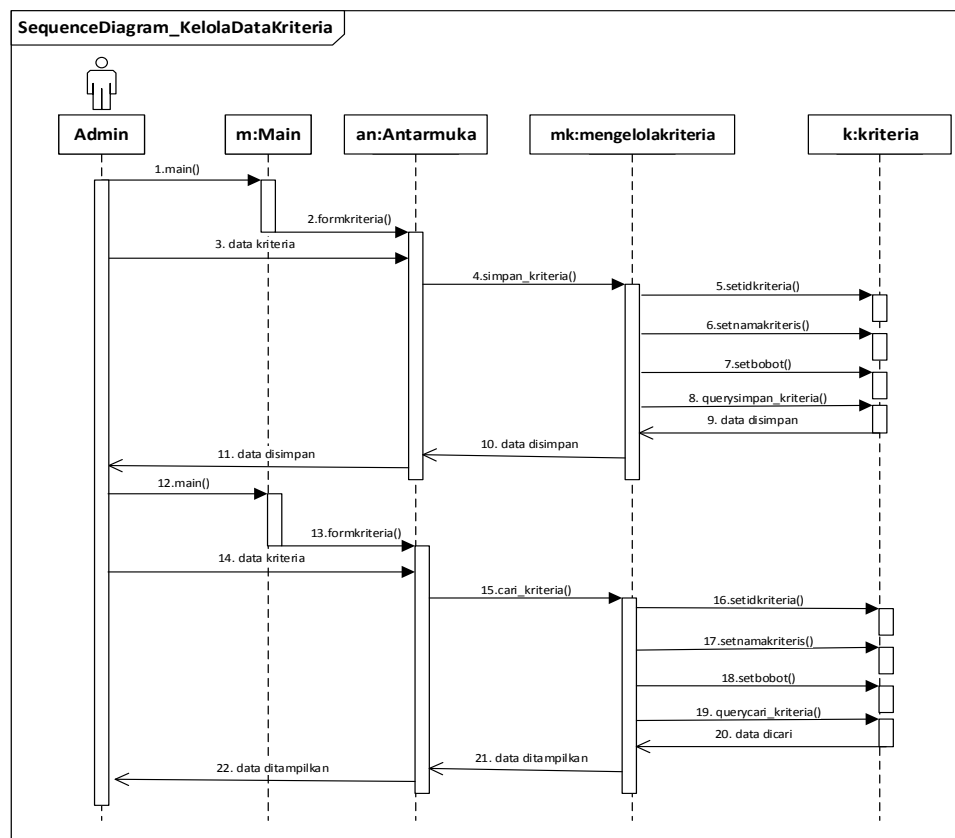 SequenceDiagram_KelolaDataKriteria
Admin
m:Main
an:Antarmuka
mk:mengelolakriteria
k:kriteria
1.main()
2.formkriteria()
3. data kriteria
4.simpan_kriteria()
5.setidkriteria()
6.setnamakriteris()
7.setbobot()
8. querysimpan_kriteria()
9. data disimpan
10. data disimpan
11. data disimpan
12.main()
13.formkriteria()
14. data kriteria
15.cari_kriteria()
16.setidkriteria()
17.setnamakriteris()
18.setbobot()
19. querycari_kriteria()
20. data dicari
21. data ditampilkan
22. data ditampilkan